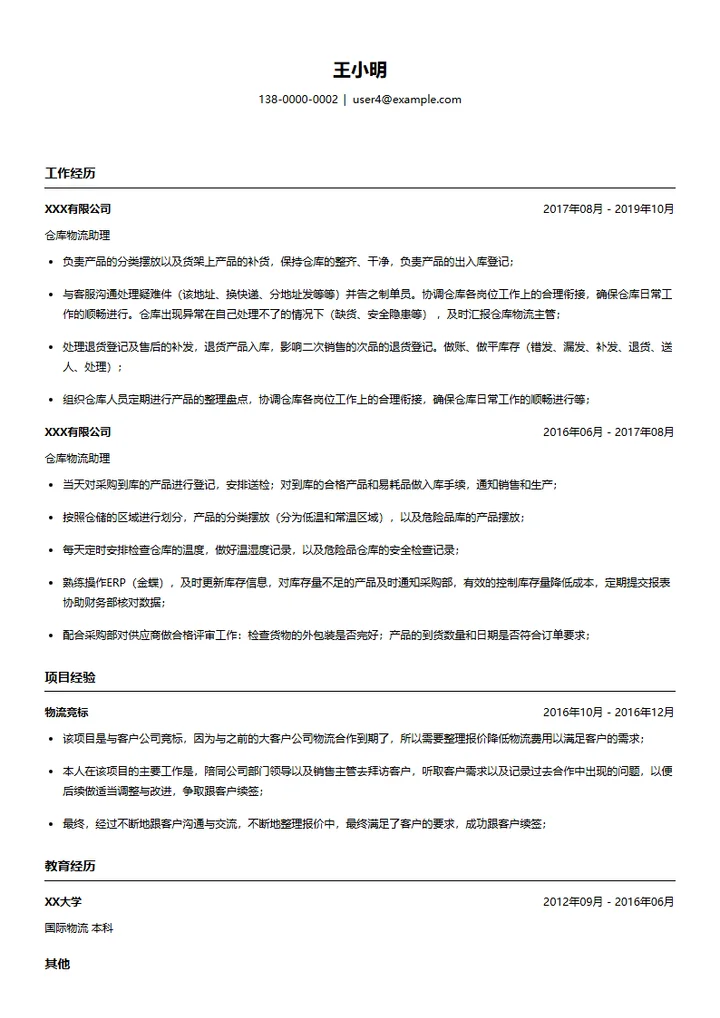 王小明
138-0000-0002 | user4@example.com
工作经历
XXX有限公司 2017年08月 - 2019年10月
仓库物流助理
• 负责产品的分类摆放以及货架上产品的补货，保持仓库的整齐、干净，负责产品的出入库登记；
• 与客服沟通处理疑难件（该地址、换快递、分地址发等等）并告之制单员。协调仓库各岗位工作上的合理衔接，确保仓库日常工
作的顺畅进行。仓库出现异常在自己处理不了的情况下（缺货、安全隐患等），及时汇报仓库物流主管；
• 处理退货登记及售后的补发，退货产品入库，影响二次销售的次品的退货登记。做账、做平库存（错发、漏发、补发、退货、送
人、处理）；
• 组织仓库人员定期进行产品的整理盘点，协调仓库各岗位工作上的合理衔接，确保仓库日常工作的顺畅进行等；
XXX有限公司 2016年06月 - 2017年08月
仓库物流助理
• 当天对采购到库的产品进行登记，安排送检；对到库的合格产品和易耗品做入库手续，通知销售和生产；
• 按照仓储的区域进行划分，产品的分类摆放（分为低温和常温区域），以及危险品库的产品摆放；
• 每天定时安排检查仓库的温度，做好温湿度记录，以及危险品仓库的安全检查记录；
• 熟练操作ERP（金蝶），及时更新库存信息，对库存量不足的产品及时通知采购部，有效的控制库存量降低成本，定期提交报表
协助财务部核对数据；
• 配合采购部对供应商做合格评审工作：检查货物的外包装是否完好；产品的到货数量和日期是否符合订单要求；
项目经验
物流竞标 2016年10月 - 2016年12月
• 该项目是与客户公司竞标，因为与之前的大客户公司物流合作到期了，所以需要整理报价降低物流费用以满足客户的需求；
• 本人在该项目的主要工作是，陪同公司部门领导以及销售主管去拜访客户，听取客户需求以及记录过去合作中出现的问题，以便
后续做适当调整与改进，争取跟客户续签；
• 最终，经过不断地跟客户沟通与交流，不断地整理报价中，最终满足了客户的要求，成功跟客户续签；
教育经历
XX大学 2012年09月 - 2016年06月
国际物流 本科
其他